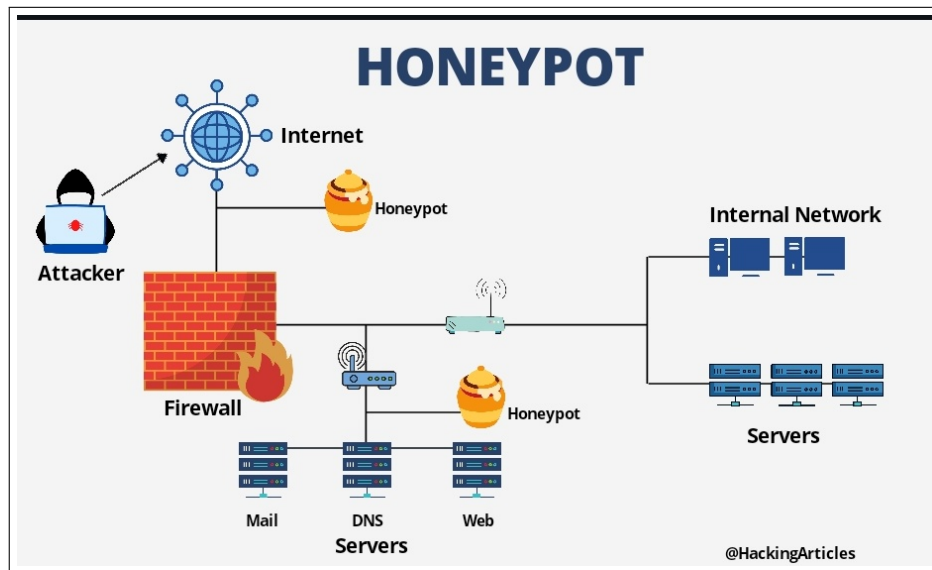 HONEYPOT
Internet
Honeypot
Attacker
Internal Network
Firewall
Honeypot
Servers
Mail
DNS
Web
Servers
@HackingArticles